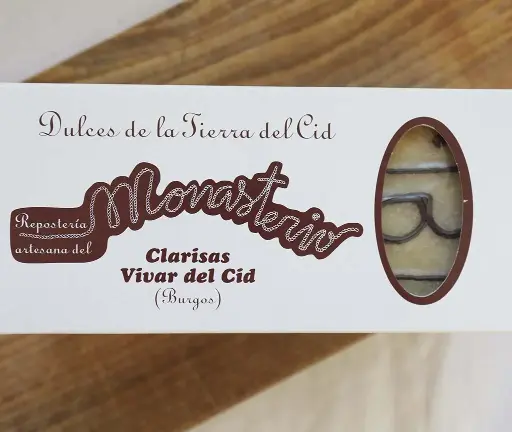 Dulces de la Tierra del Cid
Repostería
artesana del
Monasterio
Clarisas
Vivar del Cid
(Burgos)